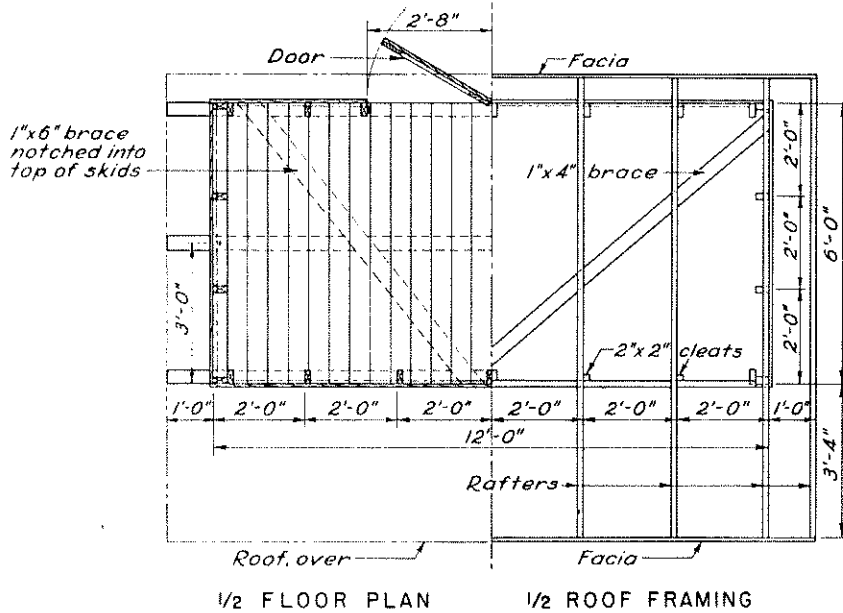 2'-8"
Door
Facia
1"x6" brace
notched into
top of skids
1"x4" brace
2'-0"
2'-0"
6'-0"
3'-0"
2'-0"
2"x2" cleats
1'-0"
2'-0"
2'-0"
2'-0"
2'-0"
2'-0"
2'-0"
1'-0"
12'-0"
3'-4"
Rafters
Roof over
Facia
1/2 FLOOR PLAN
1/2 ROOF FRAMING